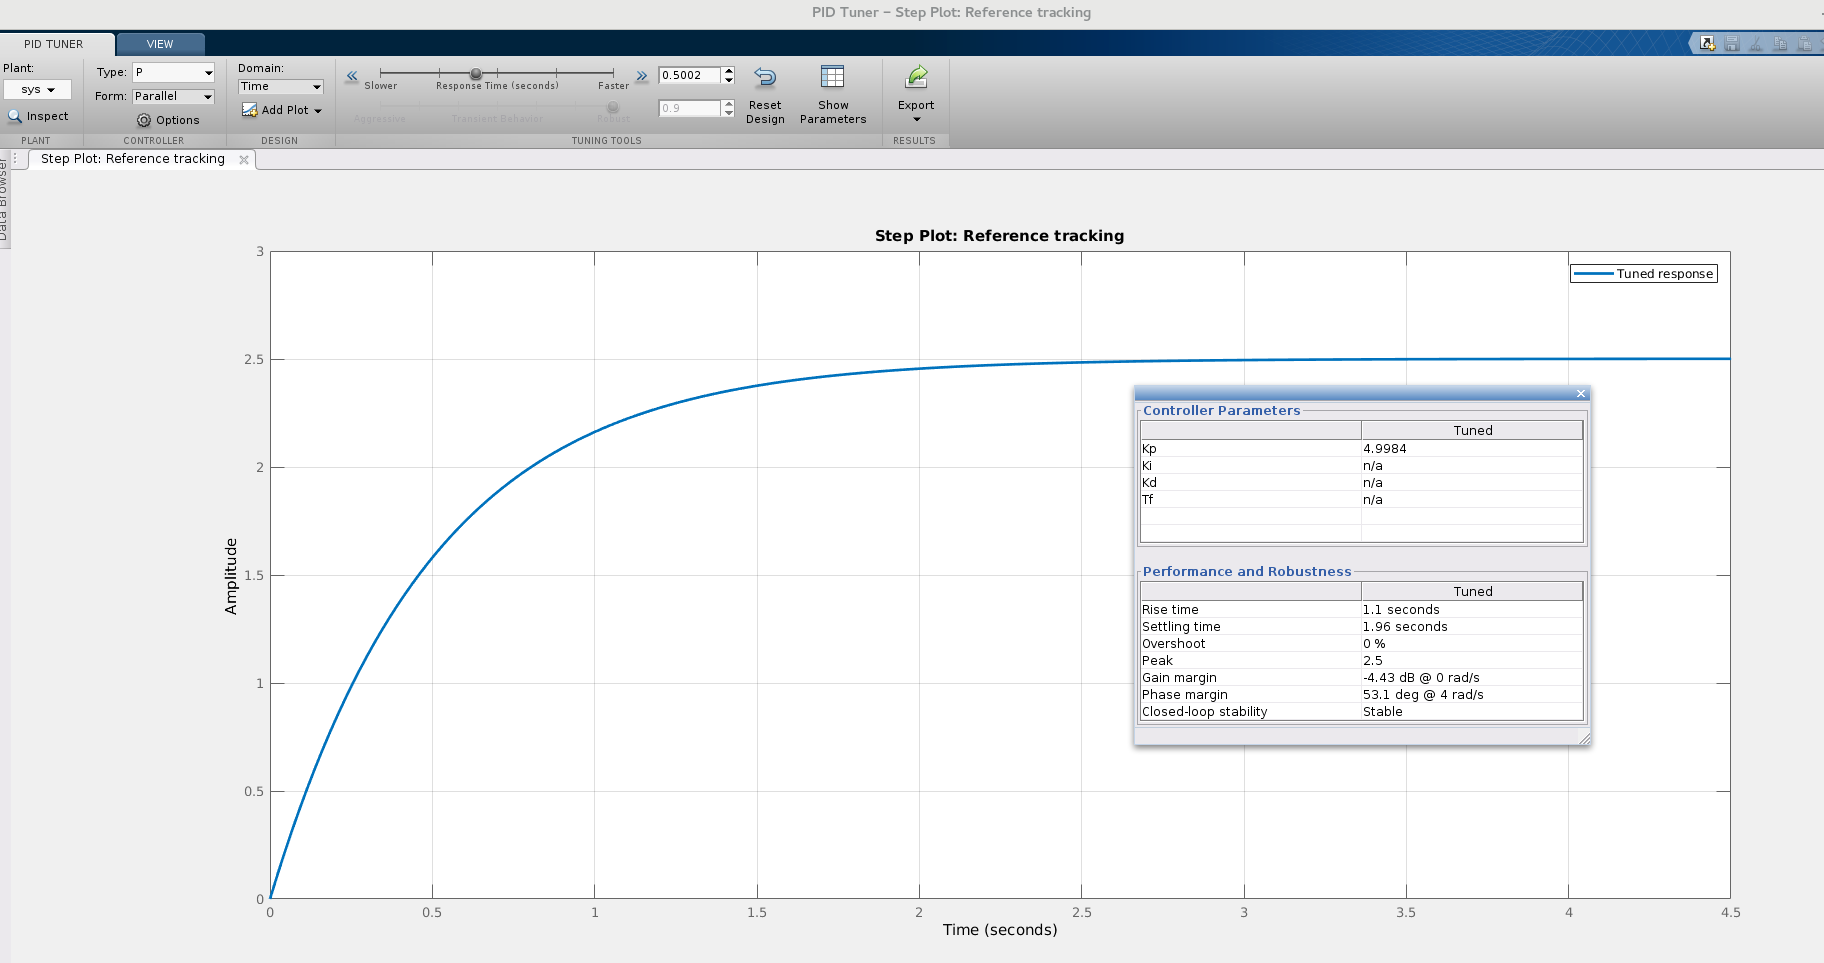 PID Tuner – Step Plot: Reference tracking
PID TUNER
VIEW
Plant:
sys
Inspect
PLANT
Type: P
Form: Parallel
Options
CONTROLLER
Domain:
Time
Add Plot
DESIGN
Slower
Response Time (seconds)
Faster
0.5002
Aggressive
Transient Behavior
Robust
0.9
Reset
Design
Show
Parameters
TUNING TOOLS
Export
RESULTS
Data Browser
Step Plot: Reference tracking
Step Plot: Reference tracking
Tuned response
Amplitude
3
2.5
2
1.5
1
0.5
0
0 0.5 1 1.5 2 2.5 3 3.5 4 4.5
Time (seconds)
Controller Parameters
Tuned
Kp 4.9984
Ki n/a
Kd n/a
Tf n/a
Performance and Robustness
Tuned
Rise time 1.1 seconds
Settling time 1.96 seconds
Overshoot 0 %
Peak 2.5
Gain margin -4.43 dB @ 0 rad/s
Phase margin 53.1 deg @ 4 rad/s
Closed-loop stability Stable